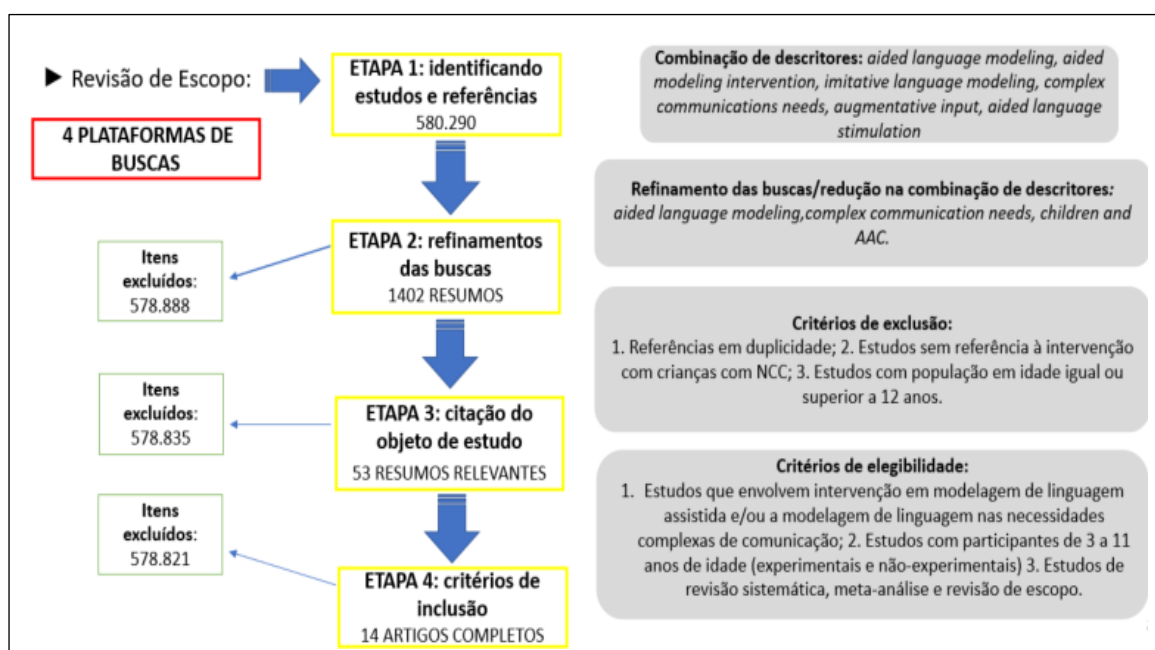 ► Revisão de Escopo:
4 PLATAFORMAS DE
BUSCAS
ETAPA 1: identificando
estudos e referências
580.290
Combinação de descritores: aided language modeling, aided
modeling intervention, imitative language modeling, complex
communications needs, augmentative input, aided language
stimulation
Refinamento das buscas/redução na combinação de descritores:
aided language modeling,complex communication needs, children and
AAC.
ETAPA 2: refinamentos
das buscas
1402 RESUMOS
Itens
excluídos:
578.888
Critérios de exclusão:
1. Referências em duplicidade; 2. Estudos sem referência à intervenção
com crianças com NCC; 3. Estudos com população em idade igual ou
superior a 12 anos.
ETAPA 3: citação do
objeto de estudo
53 RESUMOS RELEVANTES
Itens
excluídos:
578.835
Critérios de elegibilidade:
1. Estudos que envolvem intervenção em modelagem de linguagem
assistida e/ou a modelagem de linguagem nas necessidades
complexas de comunicação; 2. Estudos com participantes de 3 a 11
anos de idade (experimentais e não-experimentais) 3. Estudos de
revisão sistemática, meta-análise e revisão de escopo.
Itens
excluídos:
578.821
ETAPA 4: critérios de
inclusão
14 ARTIGOS COMPLETOS